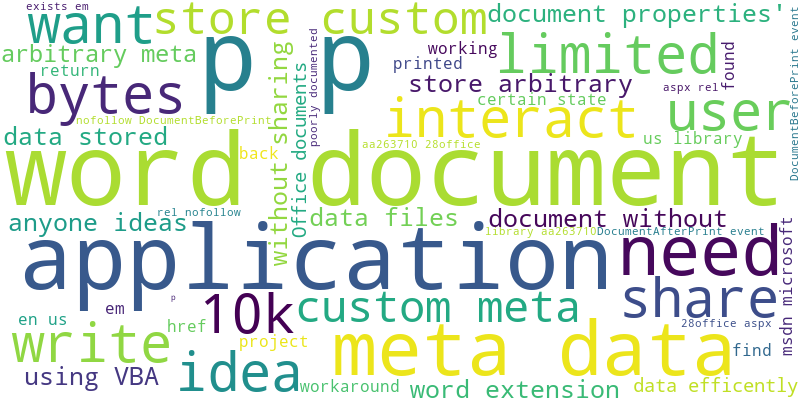 exists em
want
store custom
document properties'
arbitrary meta
return
bytes
p p
without sharing
Office documents
poorly documented
working
printed
store arbitrary
limited
found
aspx rel
DocumentBeforePrint event
nofollow DocumentBeforePrint
certain state
interact
user
data stored
us library
aa263710 28office
back
word document
rel nofollow
anyone ideas
data files
document without
library aa263710
DocumentAfterPrint event
application
need
msdn microsoft
p
em
10k
custom meta
share
en us
href
28office aspx
write
project
meta data
find
using VBA
idea
workaround
word extension
data efficently